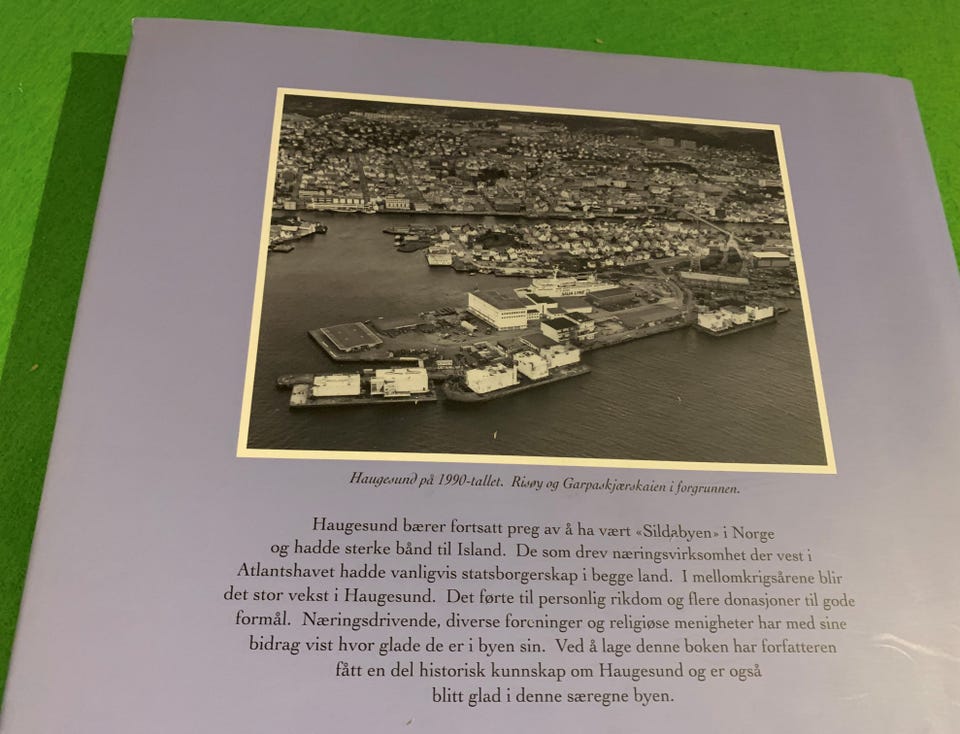 SILJA LINE
Haugesund på 1990-tallet. Risøy og Garpaskjærskaien i forgrunnen.
Haugesund bærer fortsatt preg av å ha vært «Sildabyen» i Norge
og hadde sterke bånd til Island. De som drev næringsvirksomhet der vest i
Atlantshavet hadde vanligvis statsborgerskap i begge land. I mellomkrigsårene blir
det stor vekst i Haugesund. Det førte til personlig rikdom og flere donasjoner til gode
formål. Næringsdrivende, diverse foreninger og religiøse menigheter har med sine
bidrag vist hvor glade de er i byen sin. Ved å lage denne boken har forfatteren
fått en del historisk kunnskap om Haugesund og er også
blitt glad i denne særegne byen.